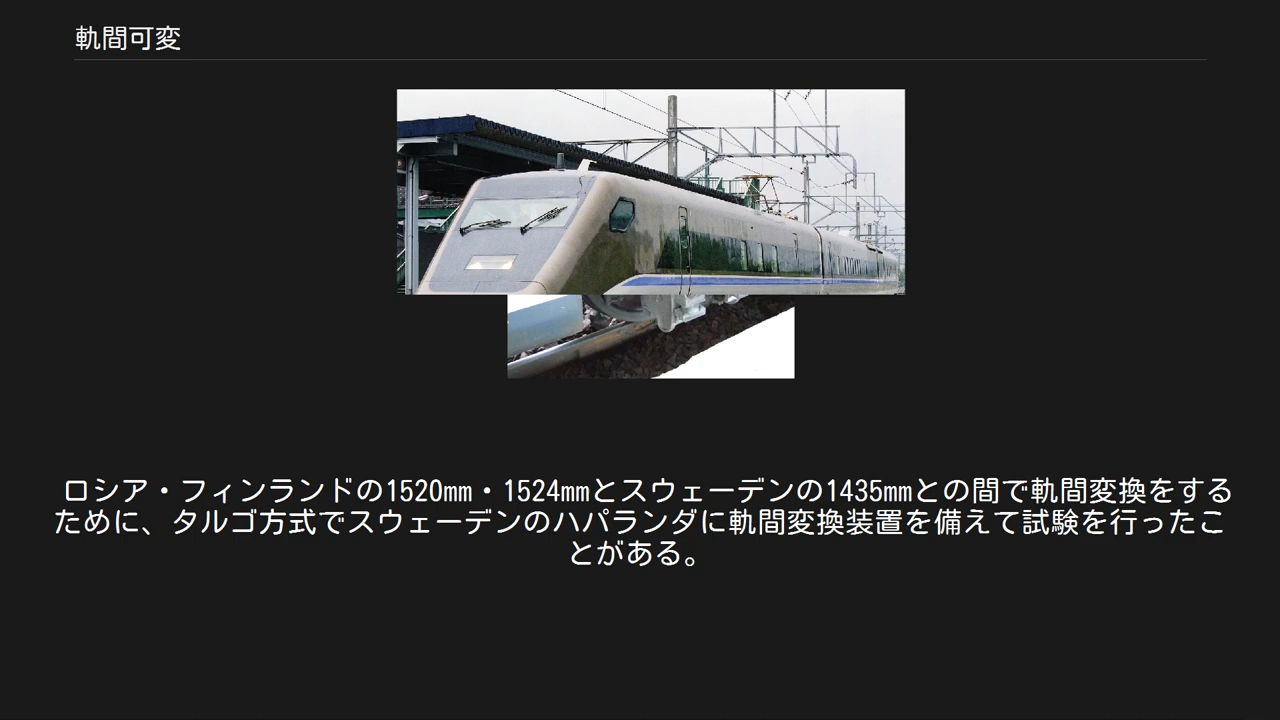 軌間可変
ロシア・フィンランドの1520㎜・1524㎜とスウェーデンの1435㎜との間で軌間変換をする
ために、タルゴ方式でスウェーデンのハパランダに軌間変換装置を備えて試験を行ったこ
とがある。